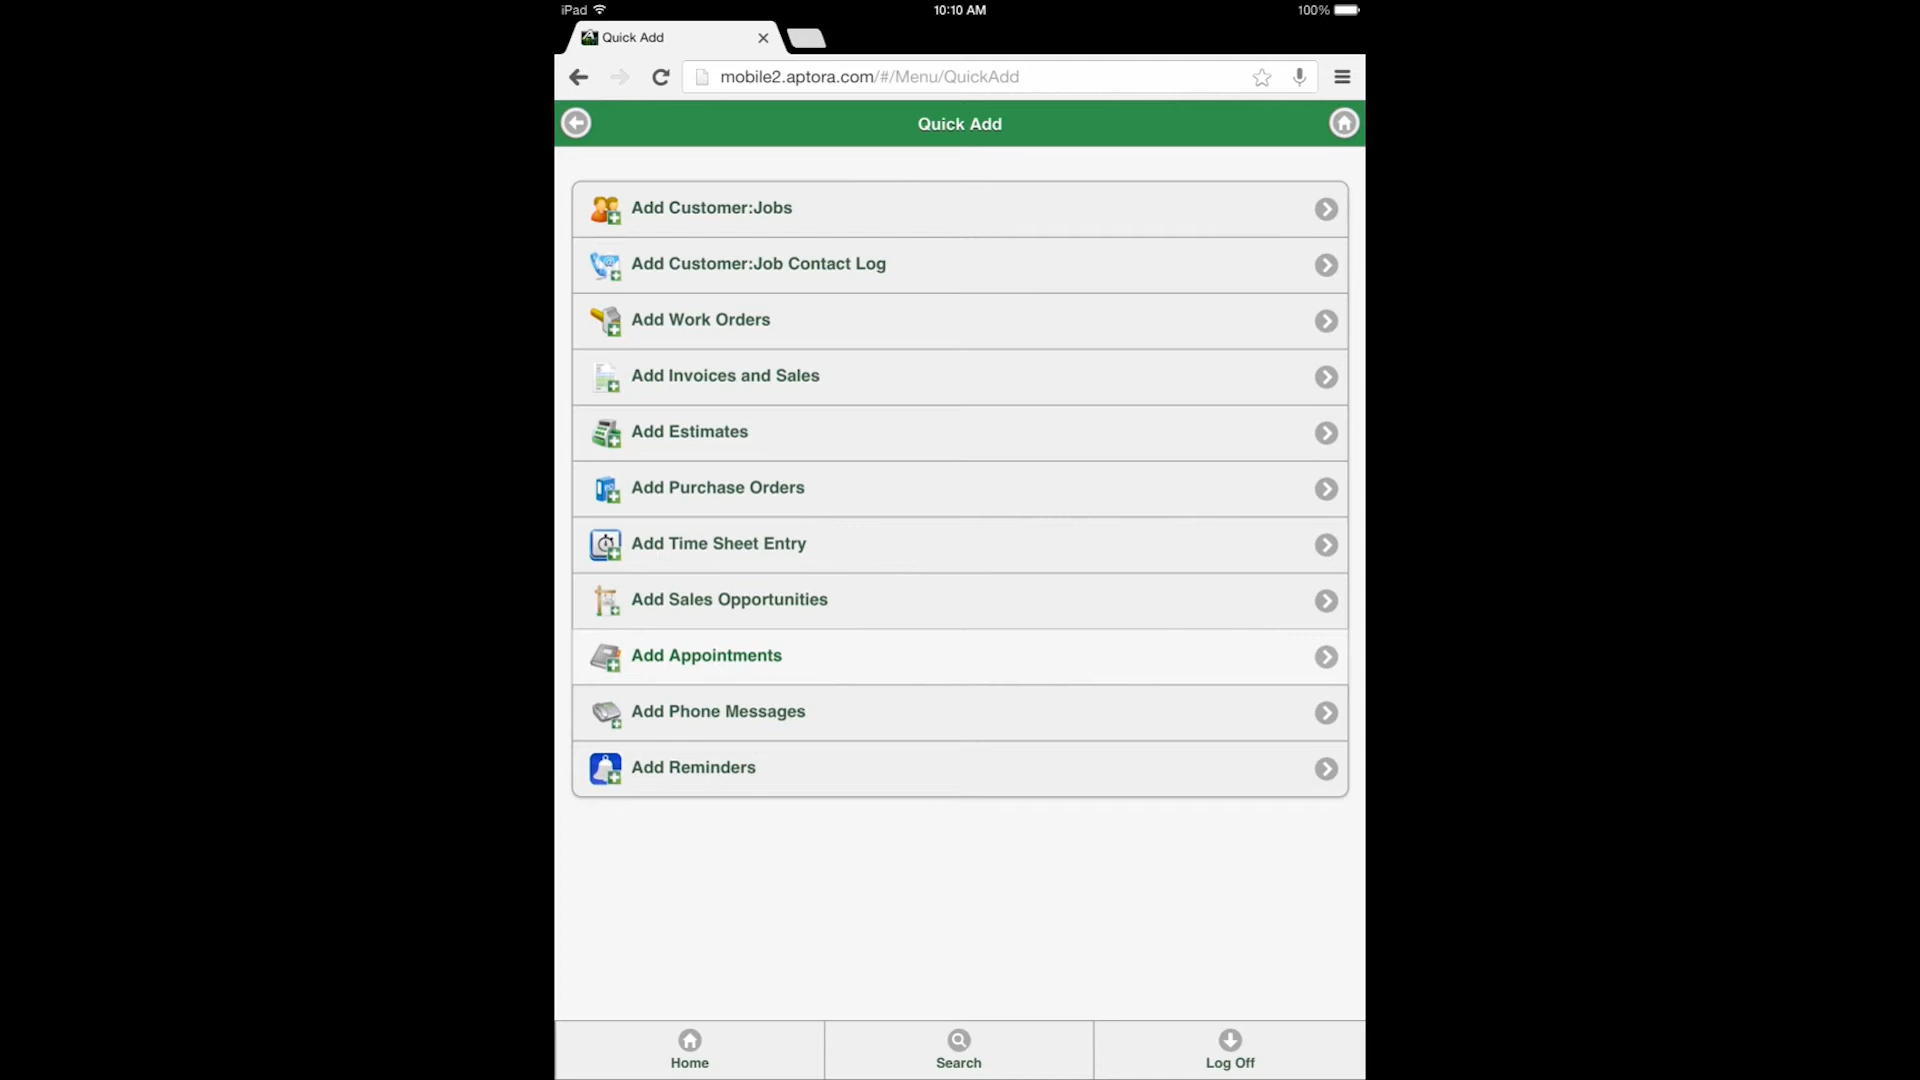 iPad
10:10 AM
100%
Quick Add
mobile2.aptora.com/#/Menu/QuickAdd
Quick Add
Add Customer:Jobs
Add Customer:Job Contact Log
Add Work Orders
Add Invoices and Sales
Add Estimates
Add Purchase Orders
Add Time Sheet Entry
Add Sales Opportunities
Add Appointments
Add Phone Messages
Add Reminders
Home
Search
Log Off